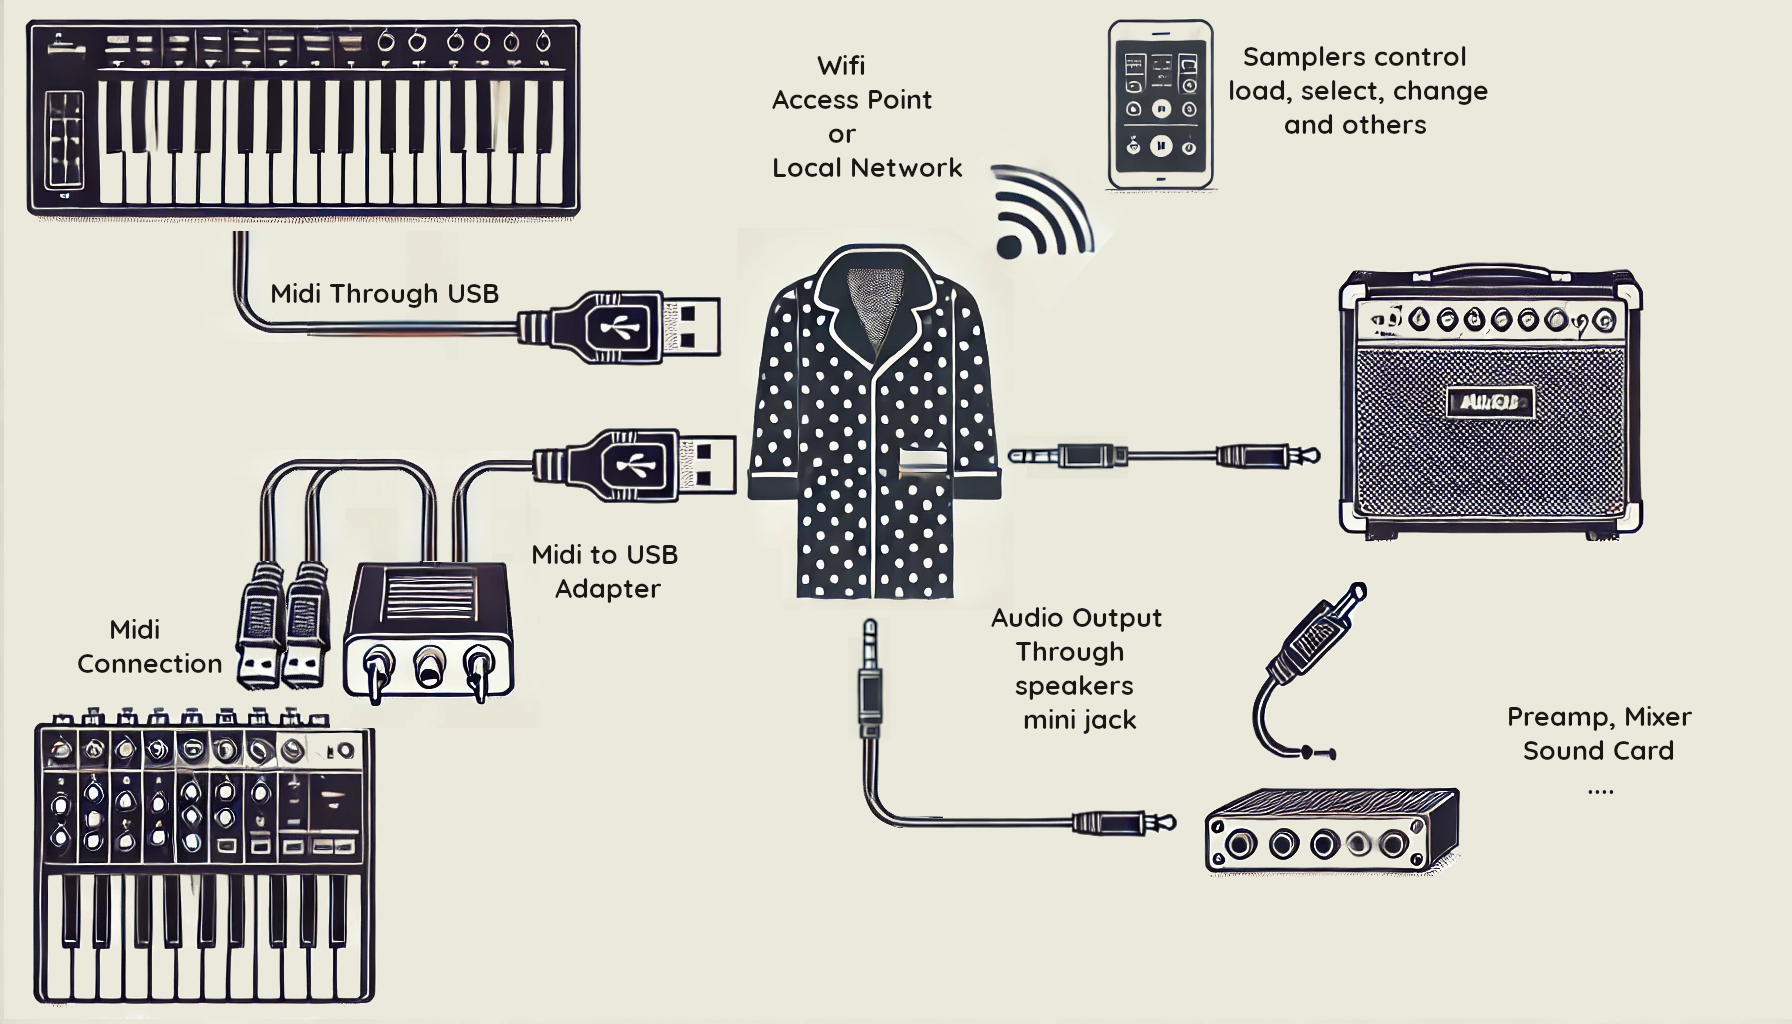 Wifi
Access Point
or
Local Network
Samplers control
load, select, change
and others
Midi Through USB
Midi to USB
Adapter
Midi
Connection
Audio Output
Through
speakers
mini jack
Preamp, Mixer
Sound Card
....